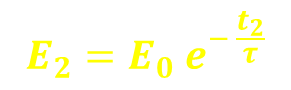 E₂ = E₀ e^(-t₂/τ)